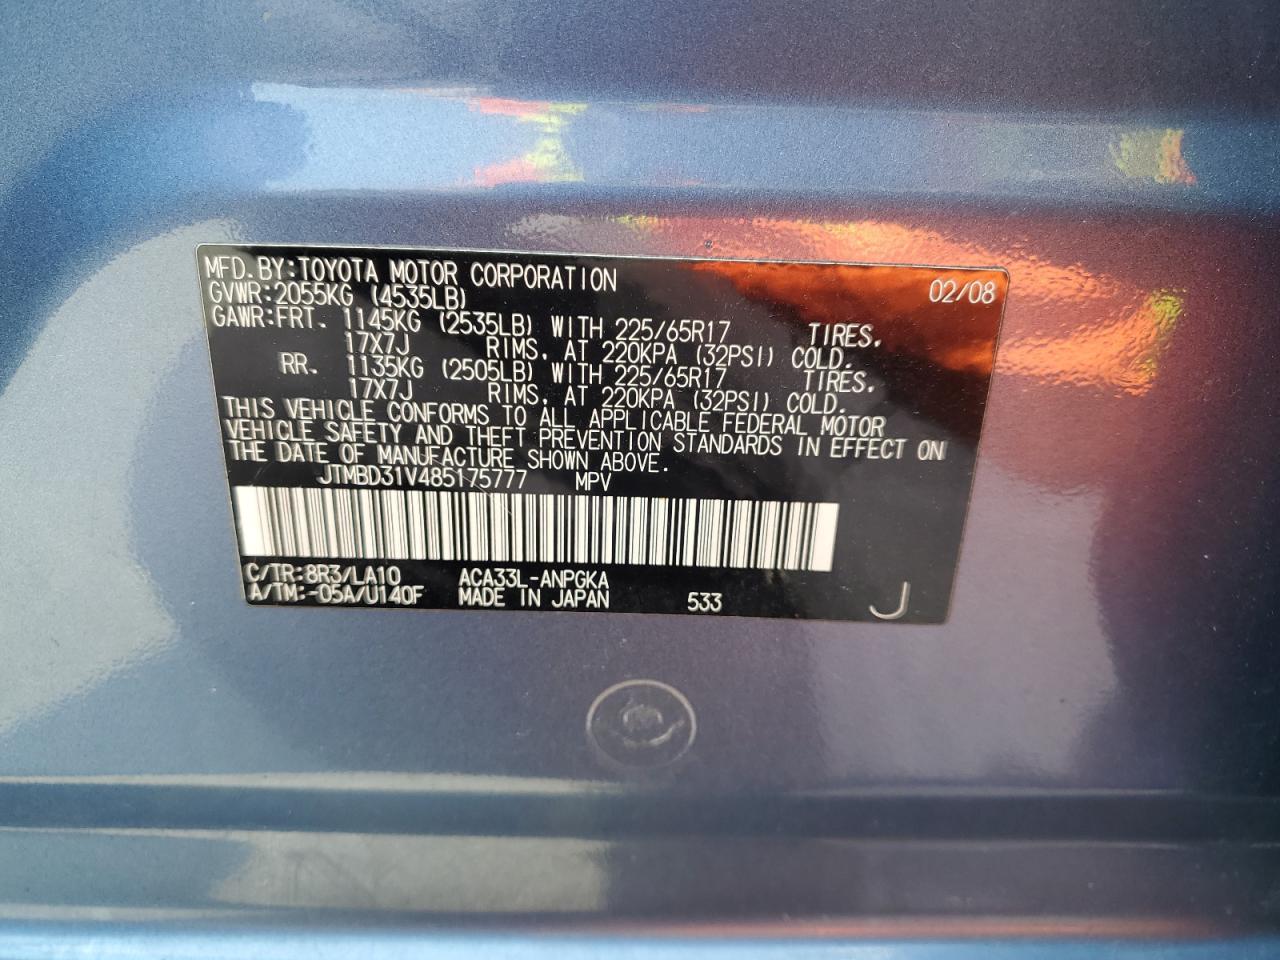 MFD.BY:TOYOTA MOTOR CORPORATION 02/08
GVWR:2055KG (4535LB)
GAWR:FRT. 1145KG (2535LB) WITH 225/65R17 TIRES,
17X7J RIMS, AT 220KPA (32PSI) COLD.
RR. 1135KG (2505LB) WITH 225/65R17 TIRES,
17X7J RIMS, AT 220KPA (32PSI) COLD.
THIS VEHICLE CONFORMS TO ALL APPLICABLE FEDERAL MOTOR
VEHICLE SAFETY AND THEFT PREVENTION STANDARDS IN EFFECT ON
THE DATE OF MANUFACTURE SHOWN ABOVE.
JTMBD31V485175777 MPV
C/TR:8R3/LA10 ACA33L-ANPGKA
A/TM:-05A/U140F MADE IN JAPAN 533 J